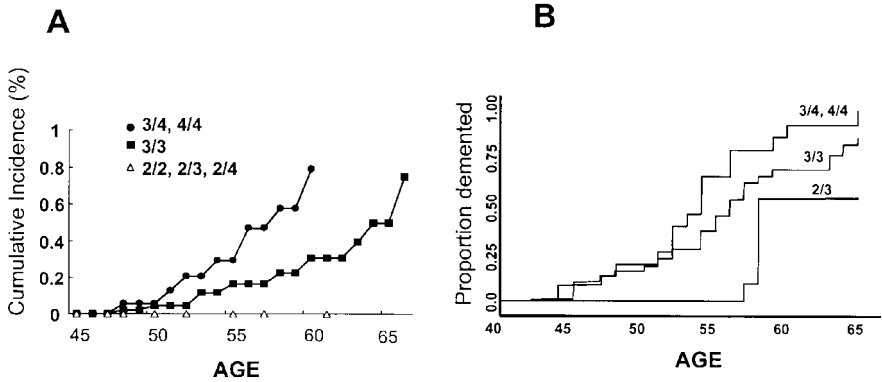 A
Cumulative Incidence (%)
1
0.8
0.6
0.4
0.2
0
3/4, 4/4
3/3
2/2, 2/3, 2/4
45 50 55 60 65
AGE
B
Proportion demented
1.00
0.75
0.50
0.25
0.0
3/4, 4/4
3/3
2/3
40 45 50 55 60 65
AGE